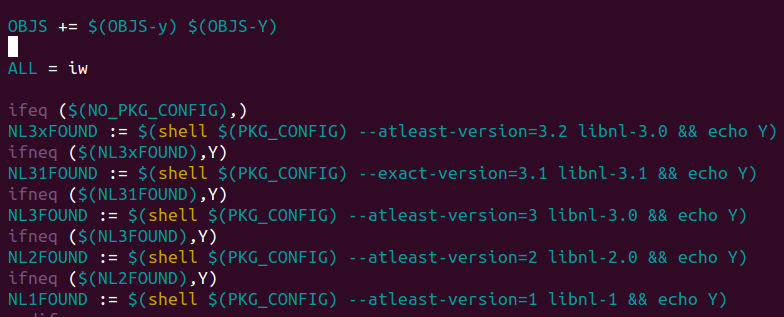 OBJS += $(OBJS-y) $(OBJS-Y)
ALL = iw
ifeq ($(NO_PKG_CONFIG),)
NL3xFOUND := $(shell $(PKG_CONFIG) --atleast-version=3.2 libnl-3.0 && echo Y)
ifneq ($(NL3xFOUND),Y)
NL31FOUND := $(shell $(PKG_CONFIG) --exact-version=3.1 libnl-3.1 && echo Y)
ifneq ($(NL31FOUND),Y)
NL3FOUND := $(shell $(PKG_CONFIG) --atleast-version=3 libnl-3.0 && echo Y)
ifneq ($(NL3FOUND),Y)
NL2FOUND := $(shell $(PKG_CONFIG) --atleast-version=2 libnl-2.0 && echo Y)
ifneq ($(NL2FOUND),Y)
NL1FOUND := $(shell $(PKG_CONFIG) --atleast-version=1 libnl-1 && echo Y)